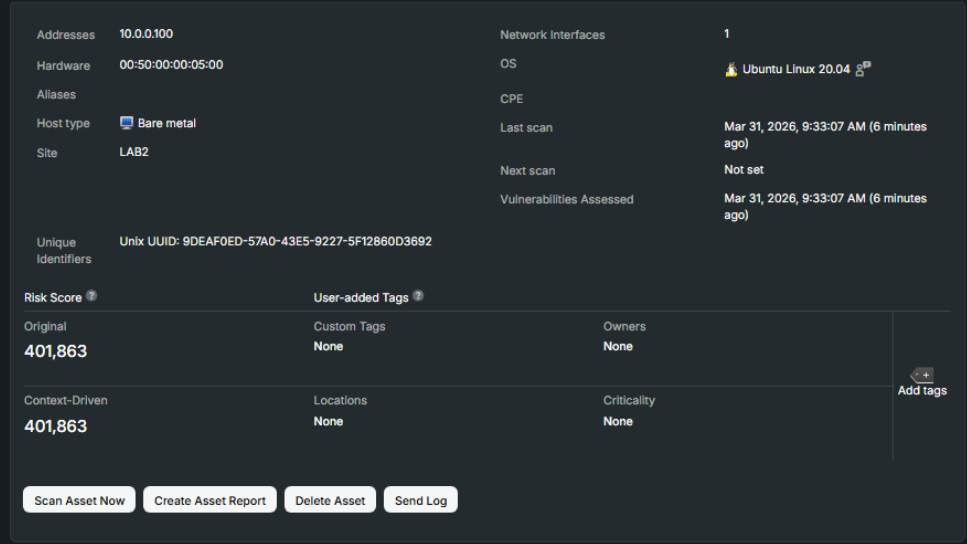 Addresses 10.0.0.100
Hardware 00:50:00:00:05:00
Aliases
Host type Bare metal
Site LAB2
Unique Identifiers Unix UUID: 9DEAF0ED-57A0-43E5-9227-5F12860D3692
Network Interfaces 1
OS Ubuntu Linux 20.04
CPE
Last scan Mar 31, 2026, 9:33:07 AM (6 minutes ago)
Next scan Not set
Vulnerabilities Assessed Mar 31, 2026, 9:33:07 AM (6 minutes ago)
Risk Score ? User-added Tags ?
Original Custom Tags Owners
401,863 None None
Context-Driven Locations Criticality
401,863 None None
Add tags
Scan Asset Now Create Asset Report Delete Asset Send Log